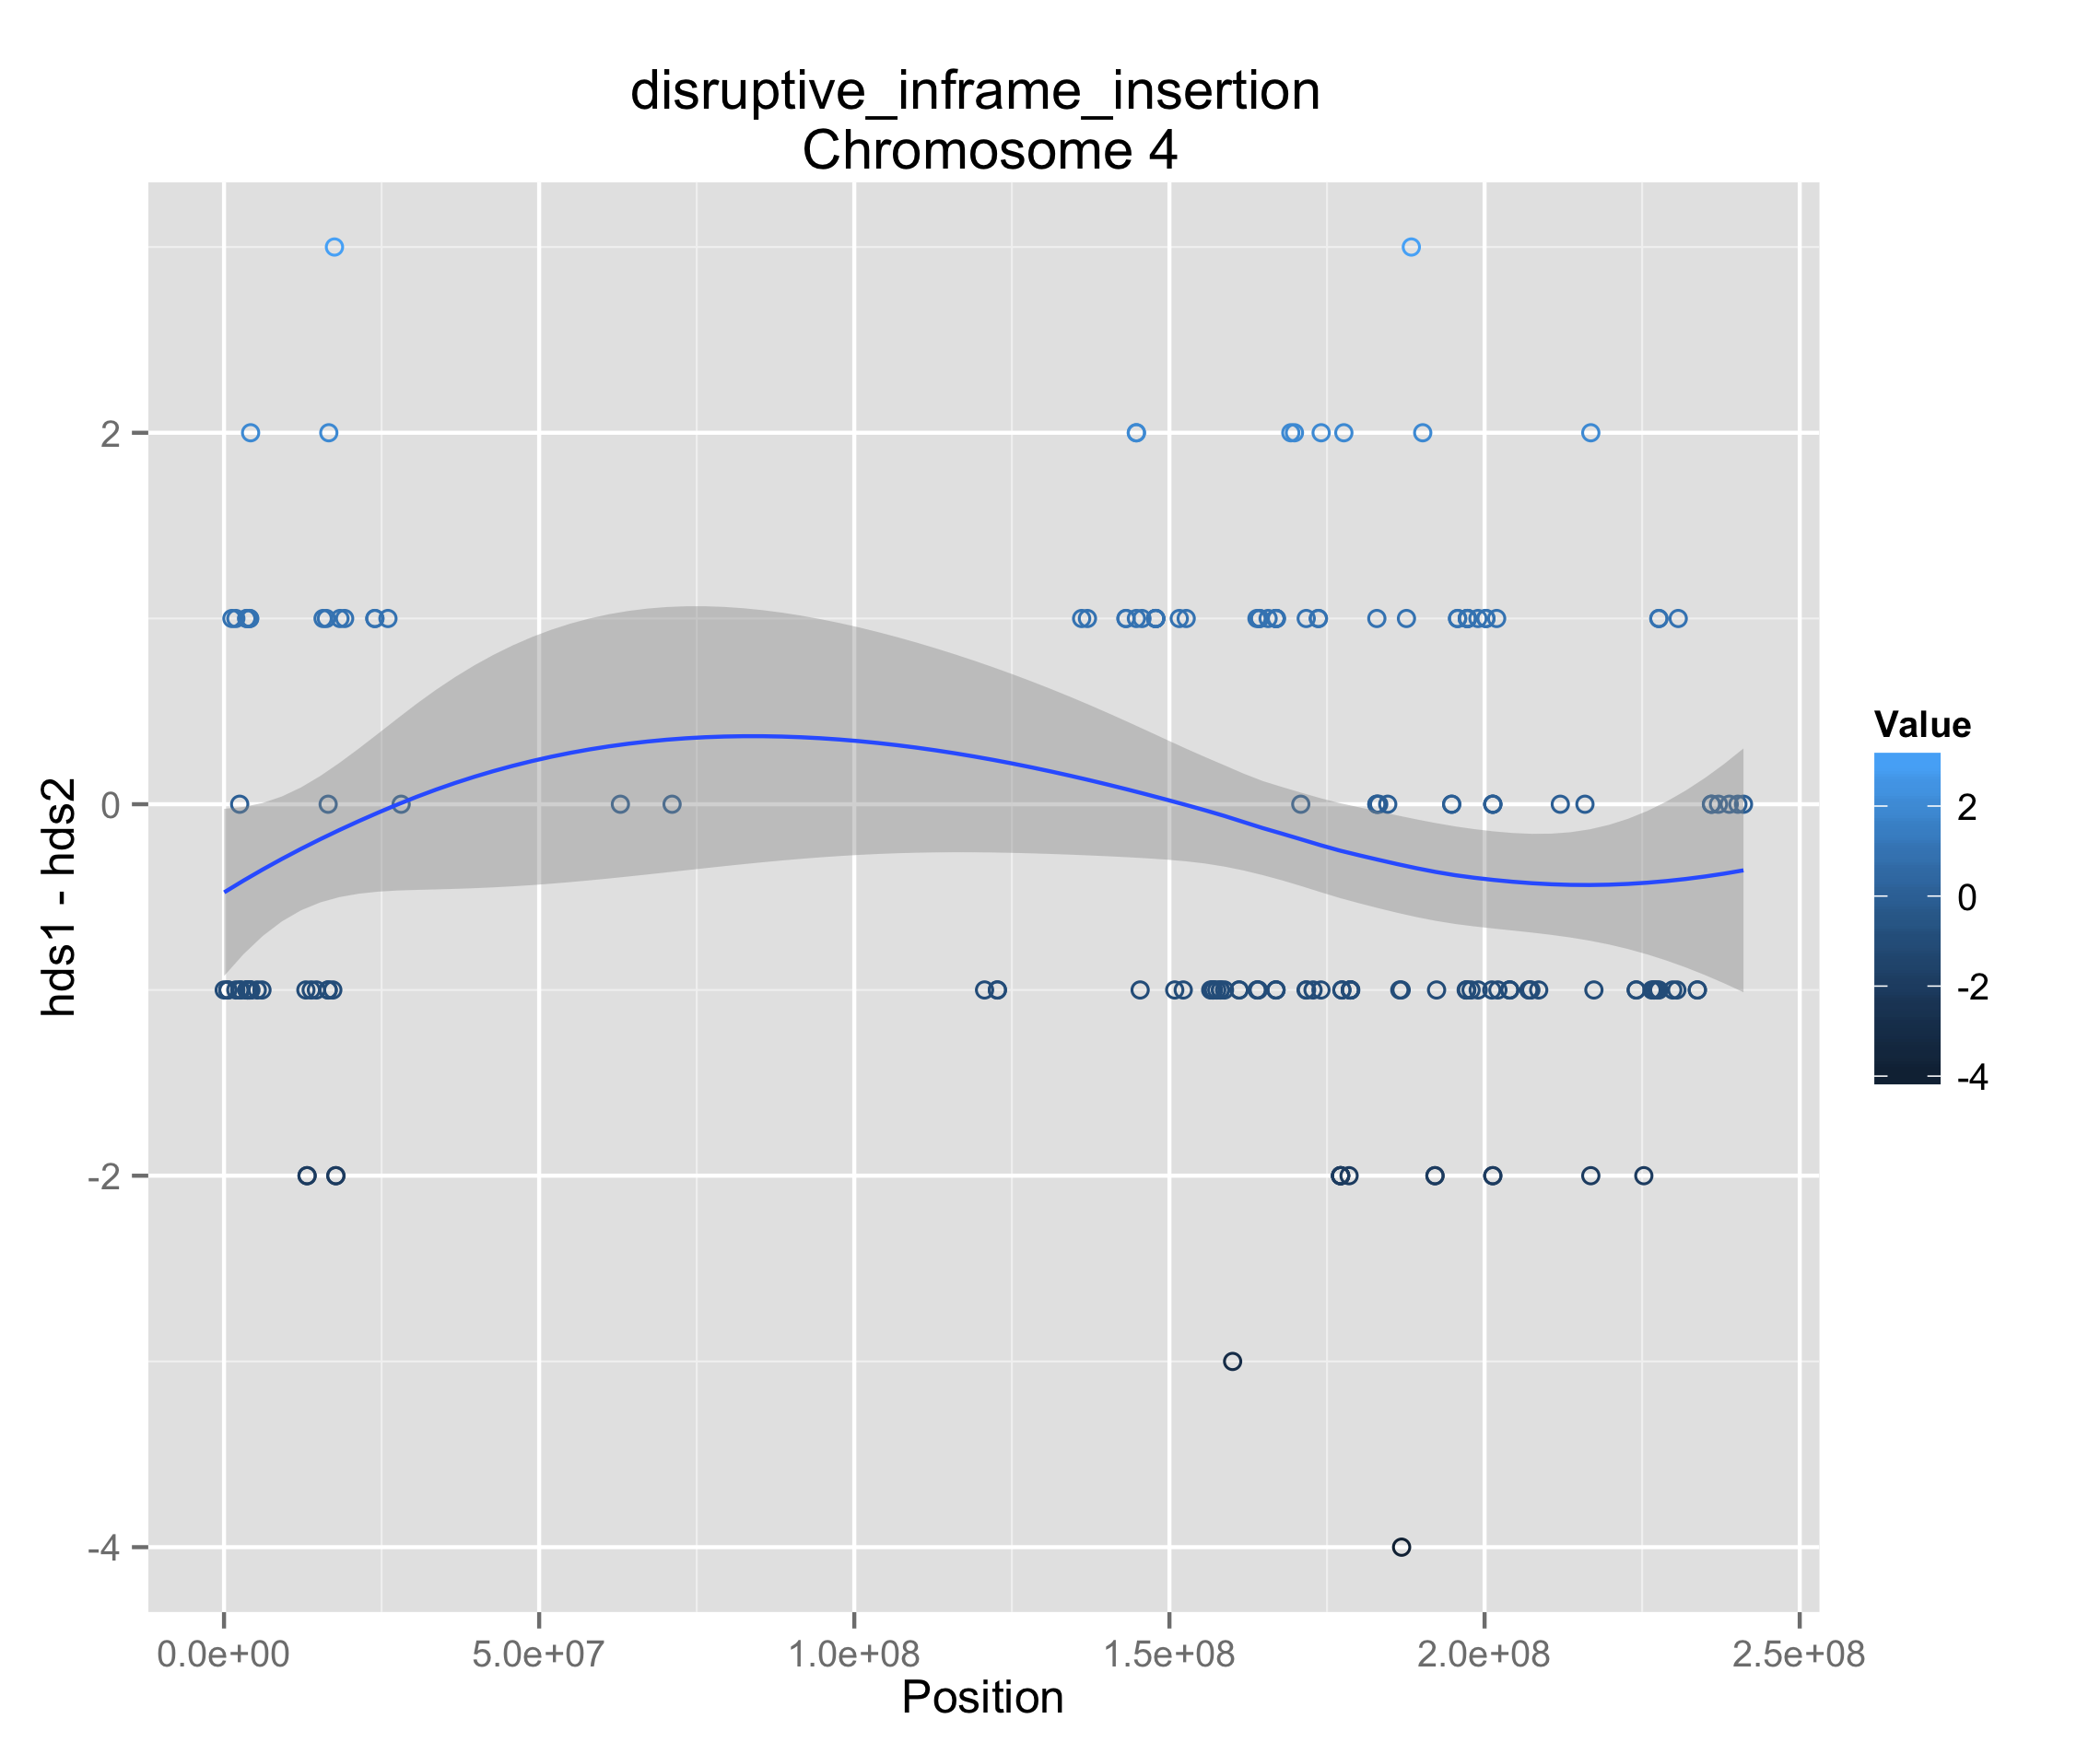 disruptive_inframe_insertion
Chromosome 4
hds1 - hds2
2
0
-2
-4
0.0e+00 5.0e+07 1.0e+08 1.5e+08 2.0e+08 2.5e+08
Position
Value
2
0
-2
-4